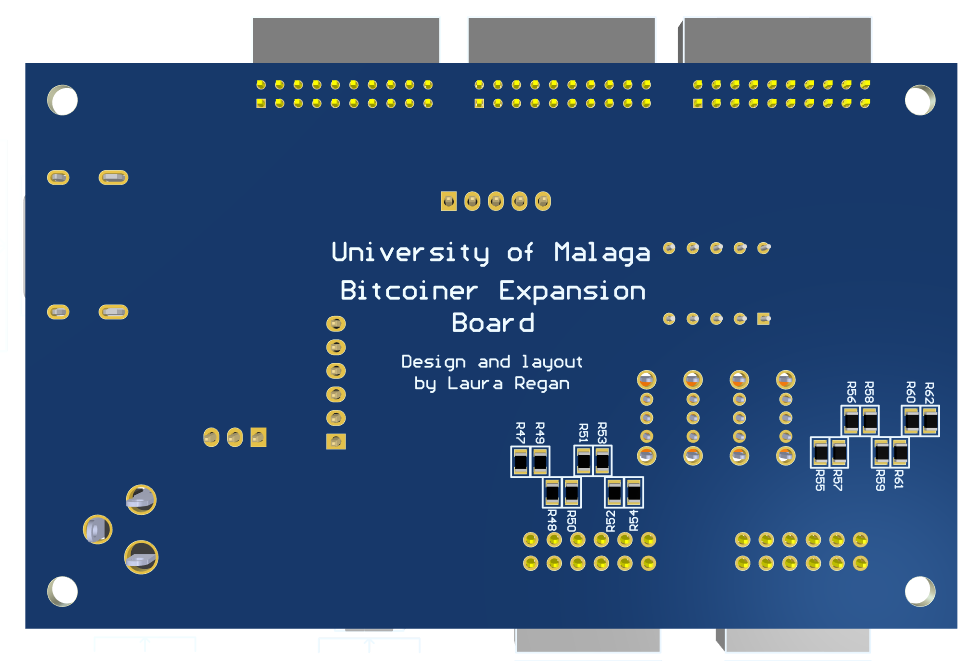 University of Malaga
Bitcoiner Expansion
Board
Design and layout
by Laura Regan
R56
R58
R60
R62
R47
R49
R51
R53
R55
R57
R59
R61
R48
R50
R52
R54